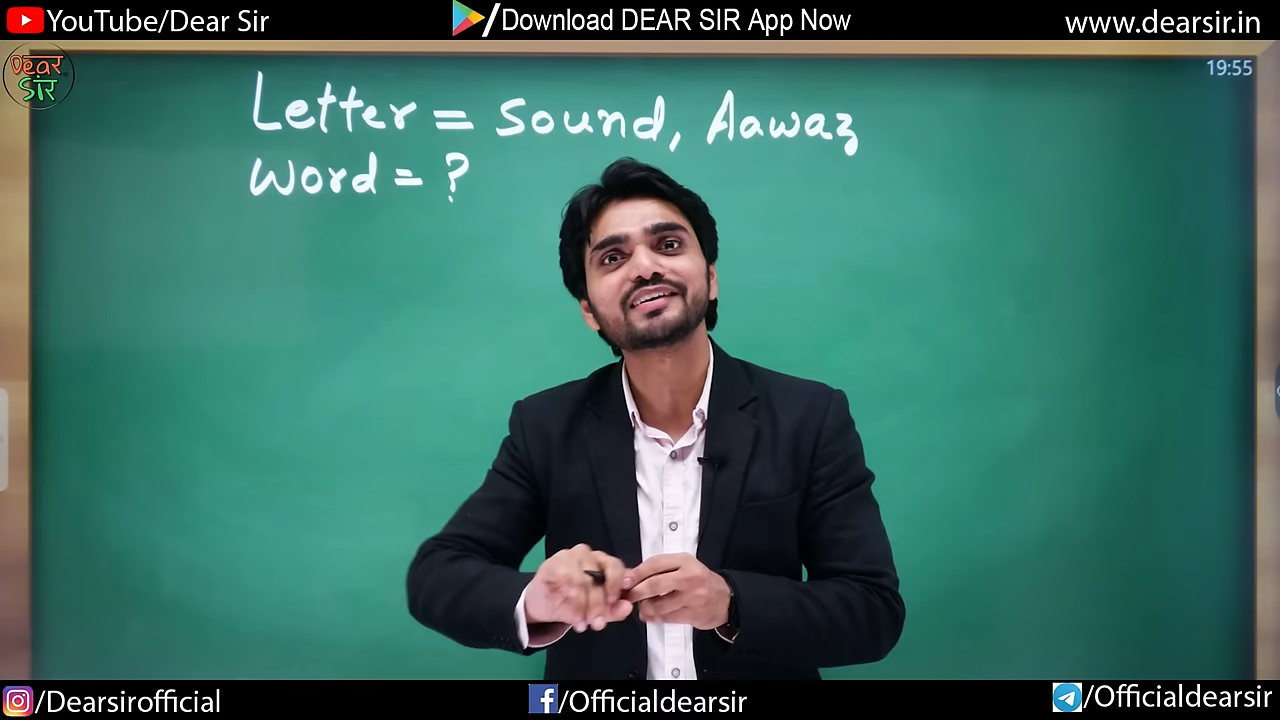 YouTube/Dear Sir
/Download DEAR SIR App Now
www.dearsir.in
Dear सर
19:55
Letter = Sound, Aawaz
Word = ?
/Dearsirofficial
/Officialdearsir
/Officialdearsir